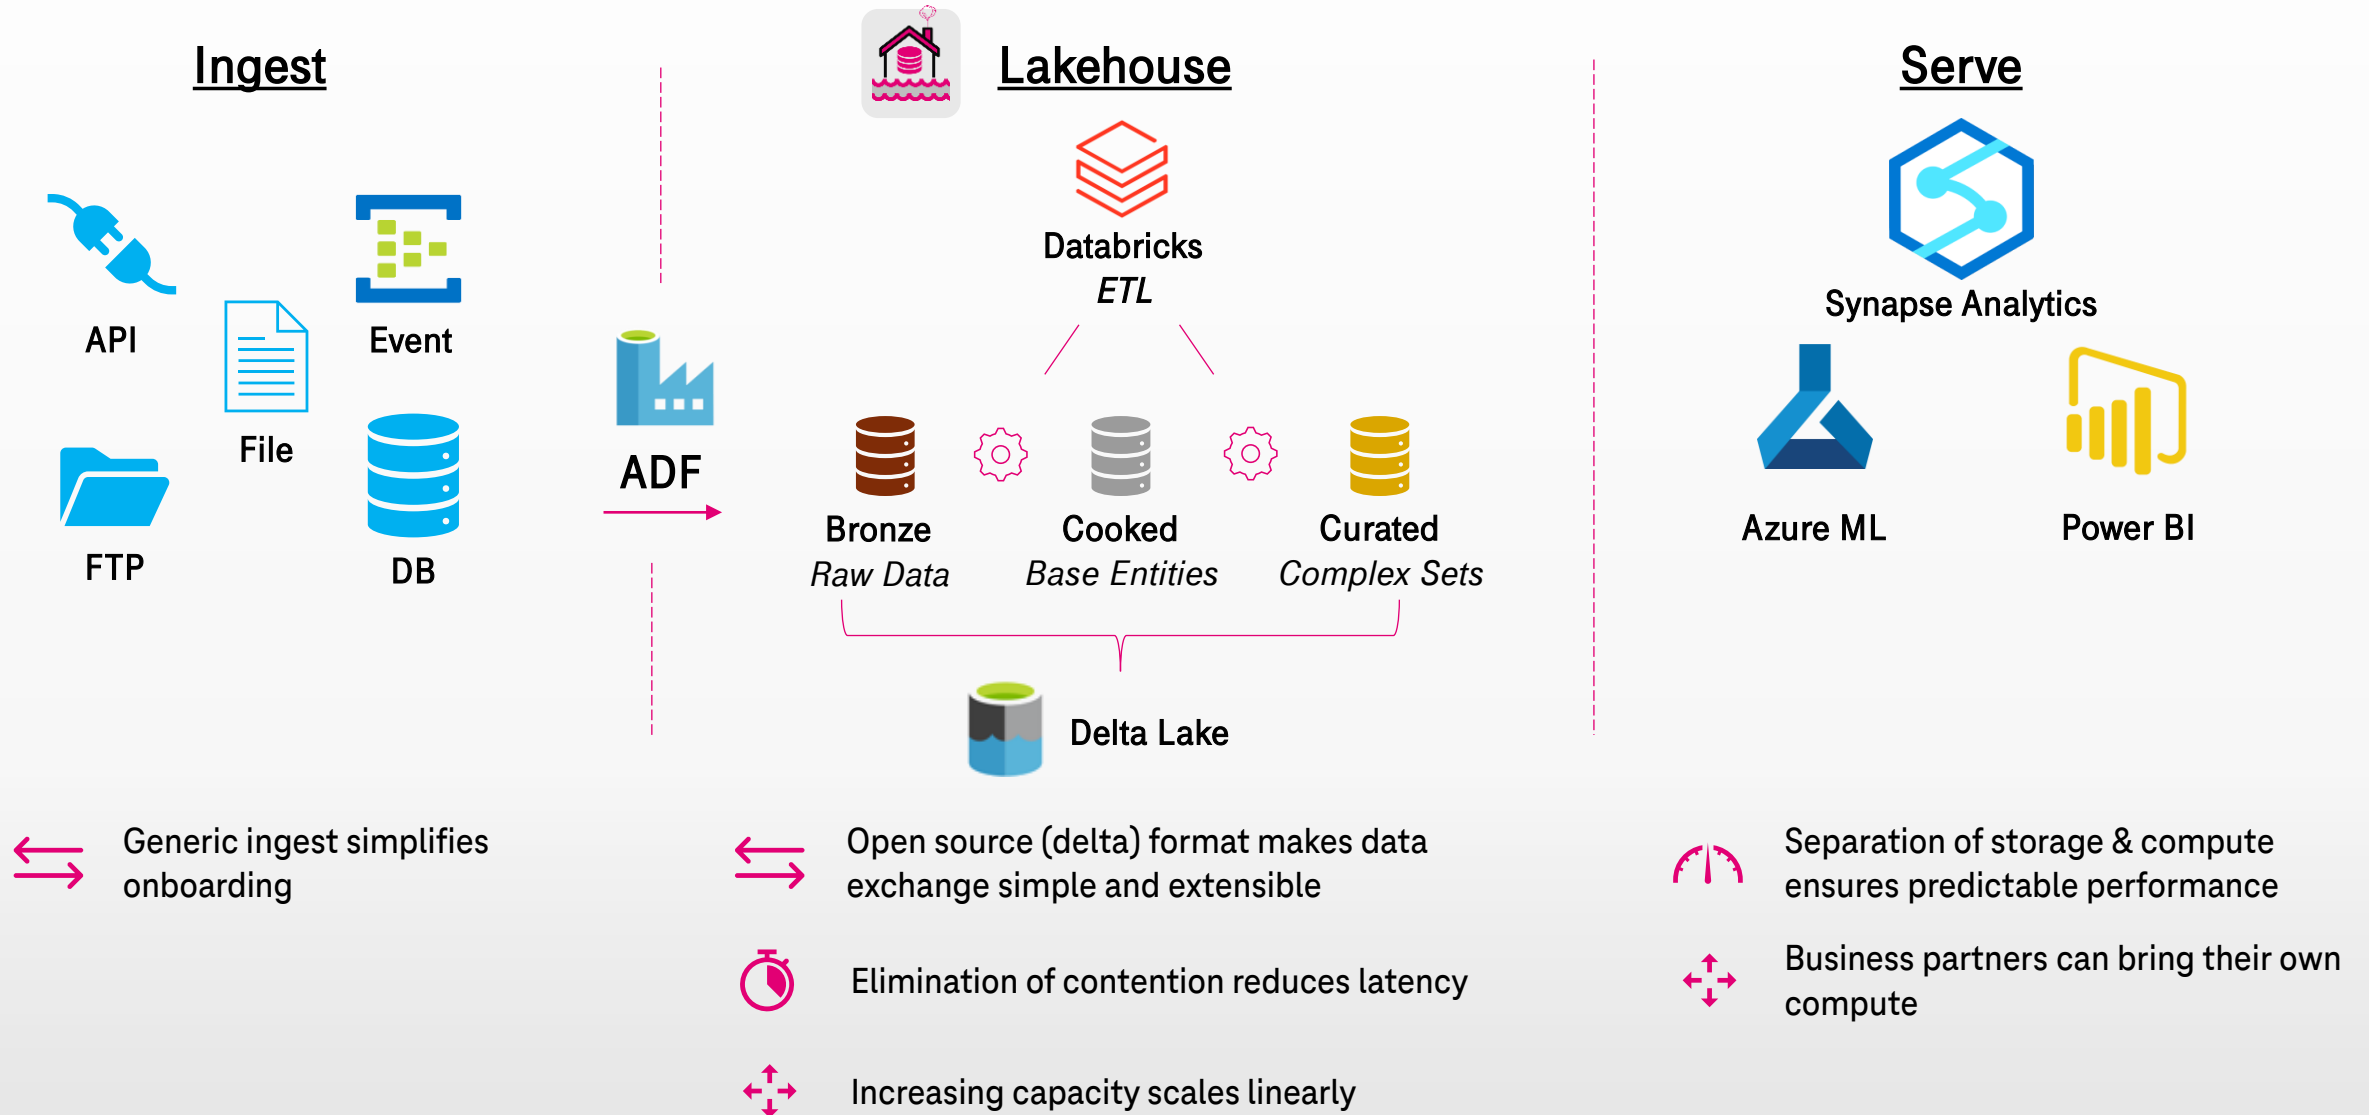 Ingest
API
Event
File
FTP
DB
ADF
Lakehouse
Databricks
ETL
Bronze
Raw Data
Cooked
Base Entities
Curated
Complex Sets
Delta Lake
Serve
Synapse Analytics
Azure ML
Power BI
Generic ingest simplifies
onboarding
Open source (delta) format makes data
exchange simple and extensible
Elimination of contention reduces latency
Increasing capacity scales linearly
Separation of storage & compute
ensures predictable performance
Business partners can bring their own
compute